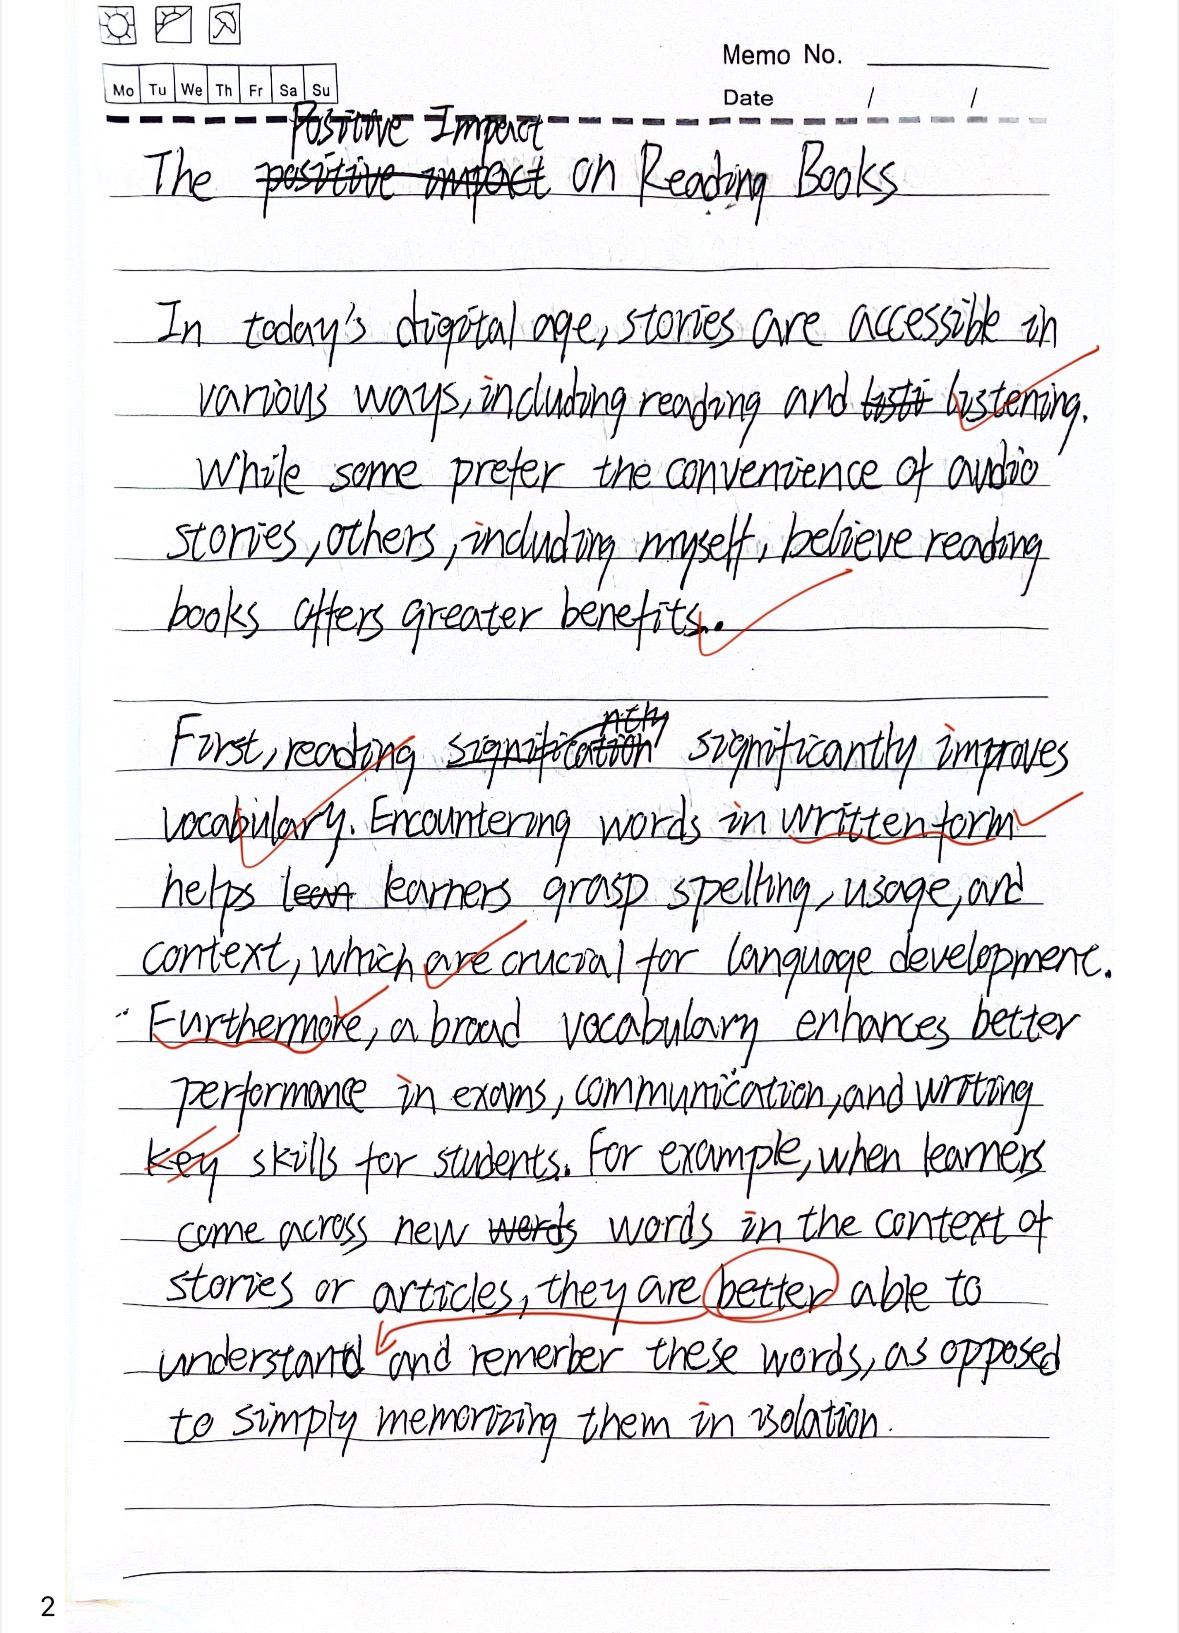 Memo No.
Mo Tu We Th Fr Sa Su
Date / /
Positive Impact
The positive impact on Reading Books
In today's digital age, stories are accessible in
various ways, including reading and listi listening.
While some prefer the convenience of audio
stories, others, including myself, believe reading
books offers greater benefits.
First, reading significantly improves
vocabulary. Encountering words in written form
helps learners grasp spelling, usage, and
context, which are crucial for language development.
Furthermore, a broad vocabulary enhances better
performance in exams, communication, and writing
key skills for students. For example, when learners
come across new words words in the context of
stories or articles, they are better able to
understand and remerber these words, as opposed
to simply memorizing them in isolation.
2